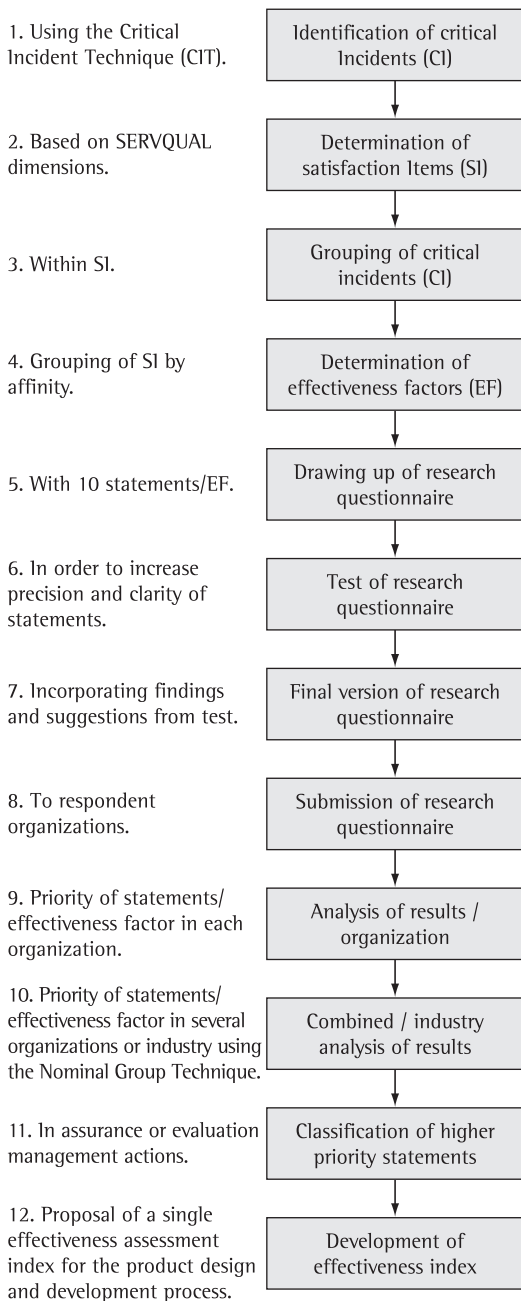 1. Using the Critical
Incident Technique (CIT).
Identification of critical
Incidents (CI)
2. Based on SERVQUAL
dimensions.
Determination of
satisfaction Items (SI)
3. Within SI.
Grouping of critical
incidents (CI)
4. Grouping of SI by
affinity.
Determination of
effectiveness factors (EF)
5. With 10 statements/EF.
Drawing up of research
questionnaire
6. In order to increase
precision and clarity of
statements.
Test of research
questionnaire
7. Incorporating findings
and suggestions from test.
Final version of research
questionnaire
8. To respondent
organizations.
Submission of research
questionnaire
9. Priority of statements/
effectiveness factor in each
organization.
Analysis of results /
organization
10. Priority of statements/
effectiveness factor in several
organizations or industry using
the Nominal Group Technique.
Combined / industry
analysis of results
11. In assurance or evaluation
management actions.
Classification of higher
priority statements
12. Proposal of a single
effectiveness assessment
index for the product design
and development process.
Development of
effectiveness index